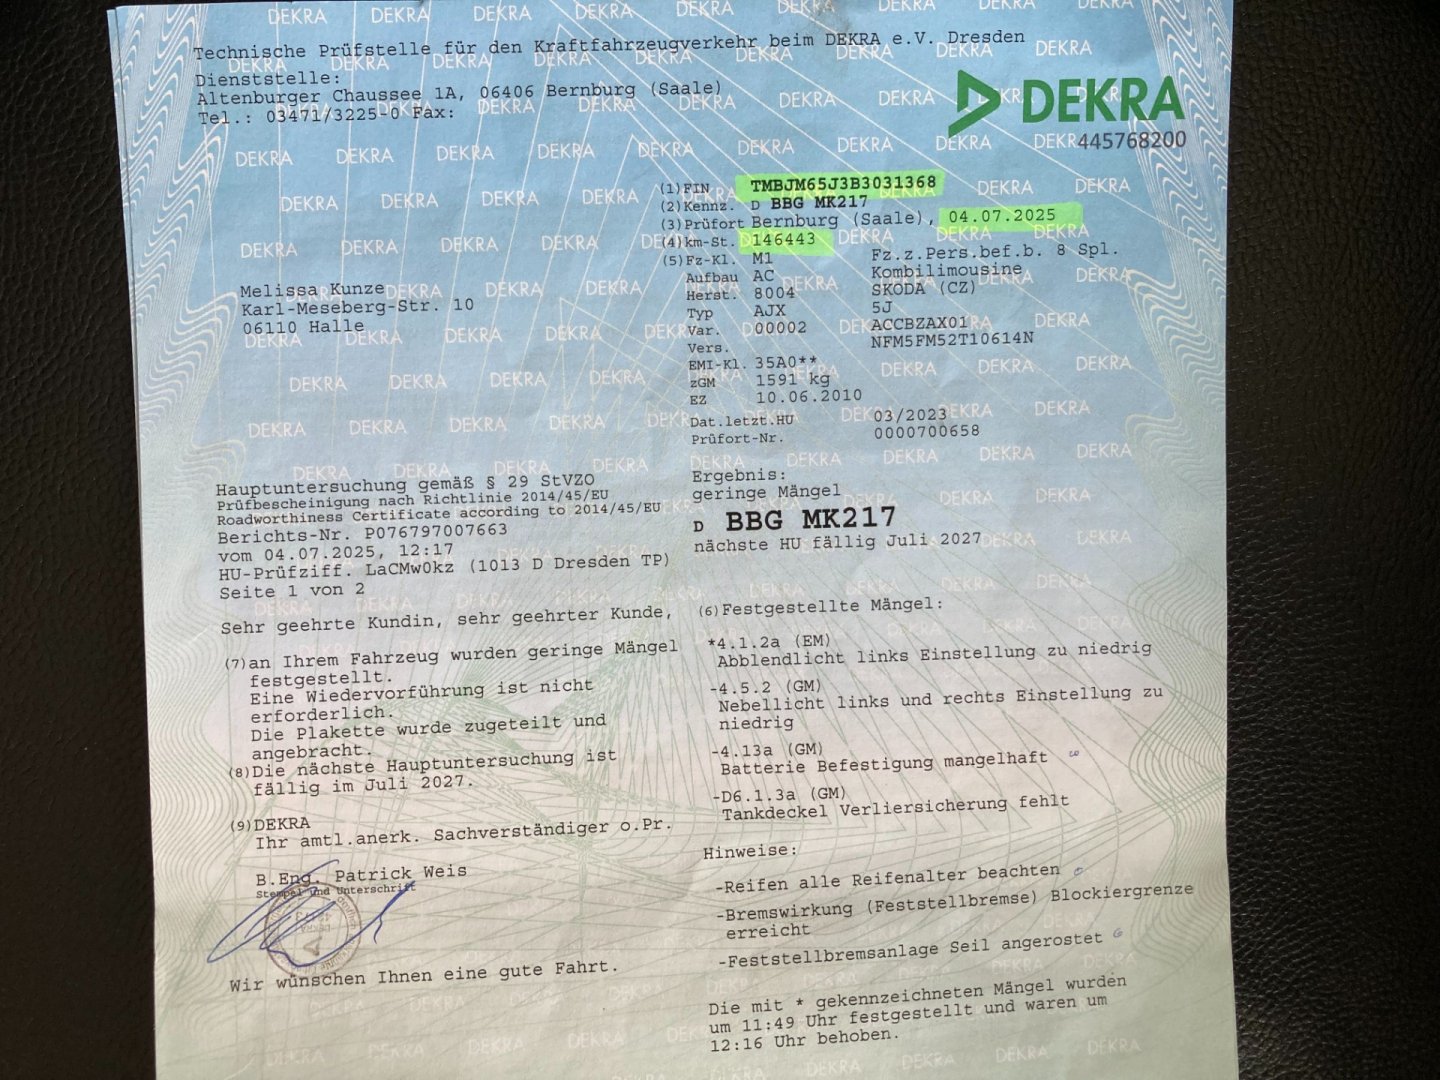 Technische Prüfstelle für den Kraftfahrzeugverkehr beim DEKRA e.V. Dresden
Dienststelle:
Altenburger Chaussee 1A, 06406 Bernburg (Saale)
Tel.: 03471/3225-0 Fax:
DEKRA
445768200
(1)FIN TMBJM65J3B3031368
(2)Kennz. D BBG MK217
(3)Prüfort Bernburg (Saale), 04.07.2025
(4)km-St. 146443
(5)Fz-Kl. M1 Fz.z.Pers.bef.b. 8 Spl.
Aufbau AC Kombilimousine
Herst. 8004 SKODA (CZ)
Typ AJX 5J
Var. 00002 ACCBZAX01
Vers. NFM5FM52T10614N
EMI-Kl. 35A0**
zGM 1591 kg
EZ 10.06.2010
Dat.letzt.HU 03/2023
Prüfort-Nr. 0000700658
Melissa Kunze
Karl-Meseberg-Str. 10
06110 Halle
Hauptuntersuchung gemäß § 29 StVZO
Prüfbescheinigung nach Richtlinie 2014/45/EU
Roadworthiness Certificate according to 2014/45/EU
Berichts-Nr. P076797007663
vom 04.07.2025, 12:17
HU-Prüfziff. LaCMw0kz (1013 D Dresden TP)
Seite 1 von 2
Ergebnis:
geringe Mängel
D BBG MK217
nächste HU fällig Juli 2027
Sehr geehrte Kundin, sehr geehrter Kunde,
(7)an Ihrem Fahrzeug wurden geringe Mängel
festgestellt.
Eine Wiedervorführung ist nicht
erforderlich.
Die Plakette wurde zugeteilt und
angebracht.
(8)Die nächste Hauptuntersuchung ist
fällig im Juli 2027.
(9)DEKRA
Ihr amtl.anerk. Sachverständiger o.Pr.
B.Eng. Patrick Weis
Stempel und Unterschrift
Wir wünschen Ihnen eine gute Fahrt.
(6)Festgestellte Mängel:
*4.1.2a (EM)
Abblendlicht links Einstellung zu niedrig
-4.5.2 (GM)
Nebellicht links und rechts Einstellung zu
niedrig
-4.13a (GM)
Batterie Befestigung mangelhaft
-D6.1.3a (GM)
Tankdeckel Verliersicherung fehlt
Hinweise:
-Reifen alle Reifenalter beachten
-Bremswirkung (Feststellbremse) Blockiergrenze
erreicht
-Feststellbremsanlage Seil angerostet
Die mit * gekennzeichneten Mängel wurden
um 11:49 Uhr festgestellt und waren um
12:16 Uhr behoben.